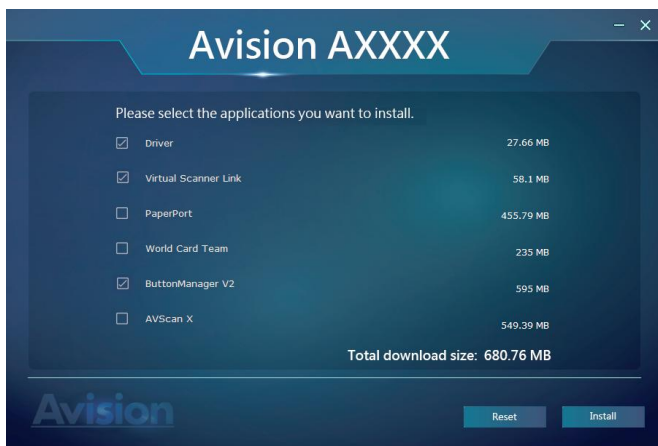 Avision AXXXX
Please select the applications you want to install.
Driver 27.66 MB
Virtual Scanner Link 58.1 MB
PaperPort 455.79 MB
World Card Team 235 MB
ButtonManager V2 595 MB
AVScan X 549.39 MB
Total download size: 680.76 MB
Avision
Reset Install